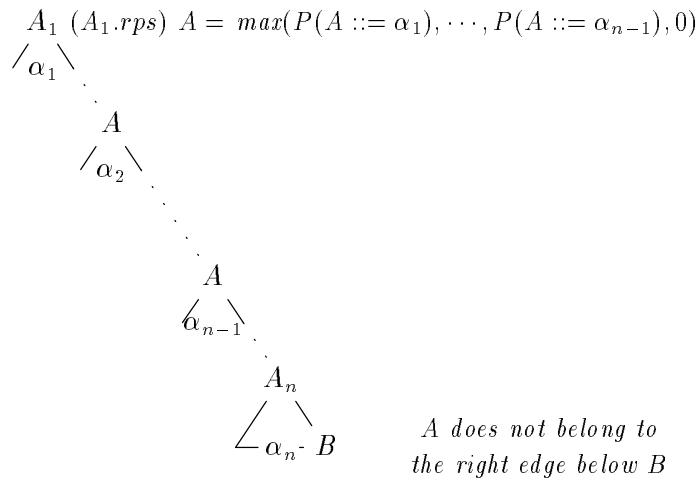 A₁ (A₁.rps) A = max(P(A ::= α₁), ⋯, P(A ::= αₙ₋₁), 0)
α₁
A
α₂
A
αₙ₋₁
Aₙ
αₙ B
A does not belong to
the right edge below B